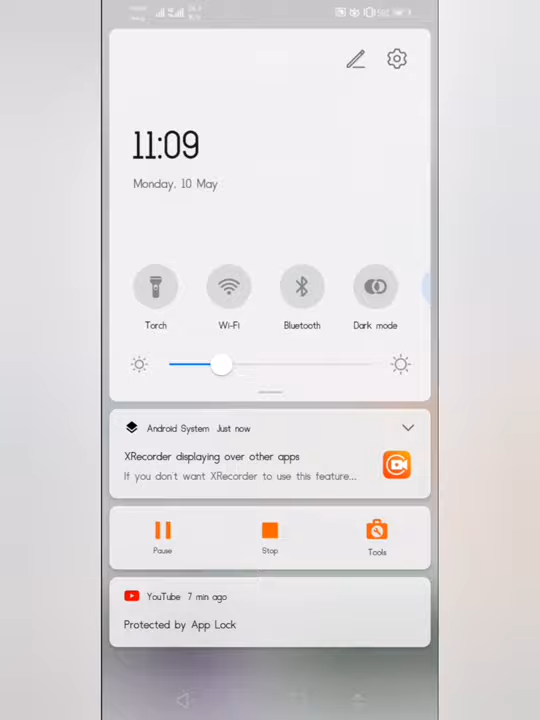 11:09
Monday, 10 May
Torch
Wi-Fi
Bluetooth
Dark mode
Android System Just now
XRecorder displaying over other apps
If you don't want XRecorder to use this feature...
Pause
Stop
Tools
YouTube 7 min ago
Protected by App Lock